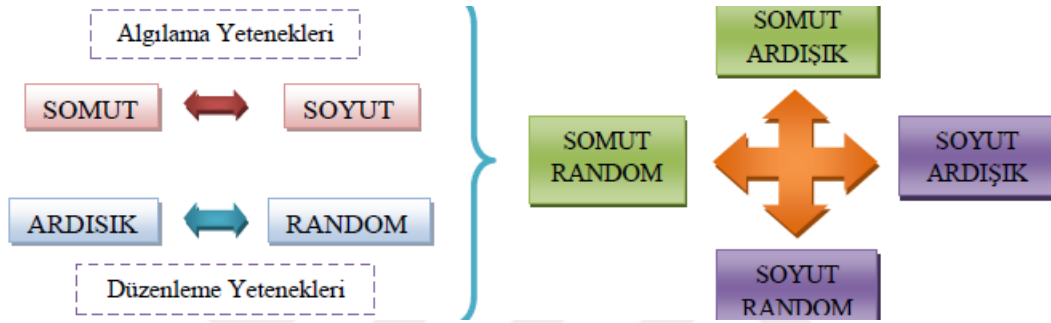 Algılama Yetenekleri
SOMUT
SOYUT
ARDISIK
RANDOM
Düzenleme Yetenekleri
SOMUT
ARDIŞIK
SOMUT
RANDOM
SOYUT
ARDIŞIK
SOYUT
RANDOM